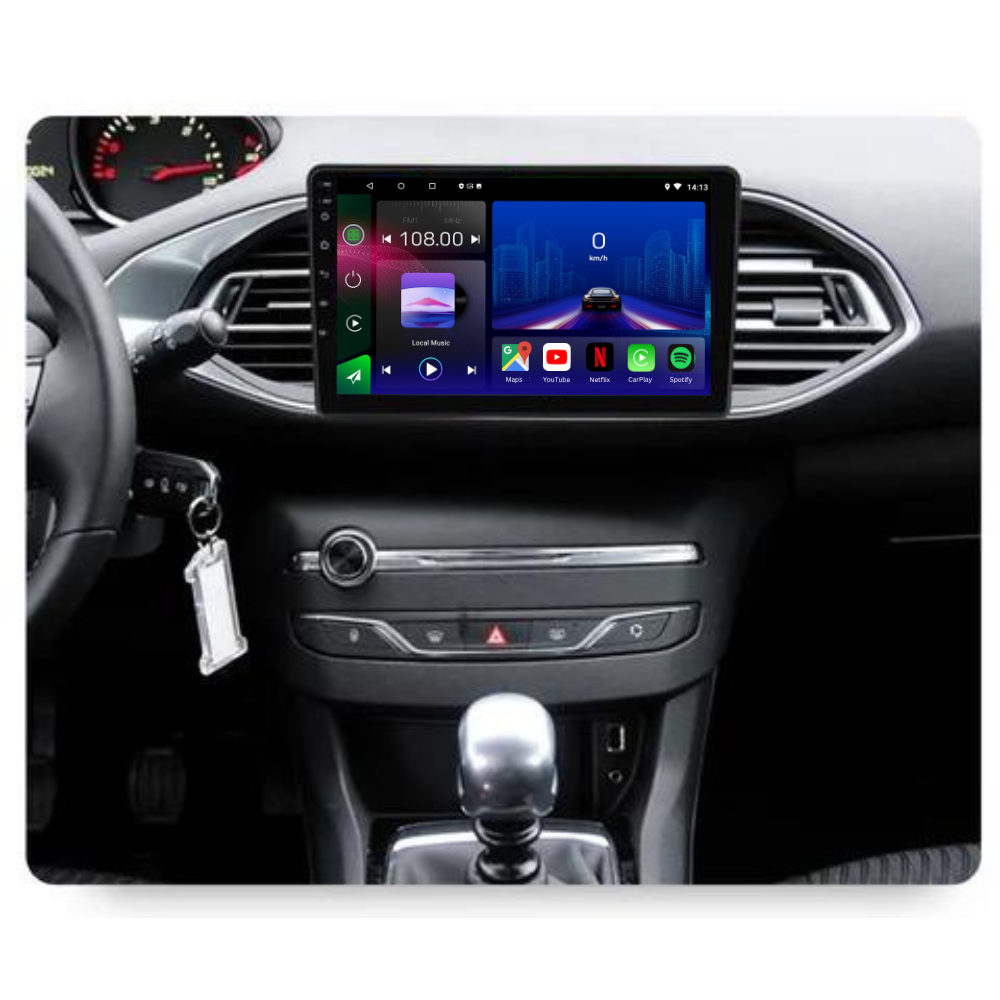 14:13
FM1 MHz
108.00
0
km/h
Local Music
Maps YouTube Netflix CarPlay Spotify